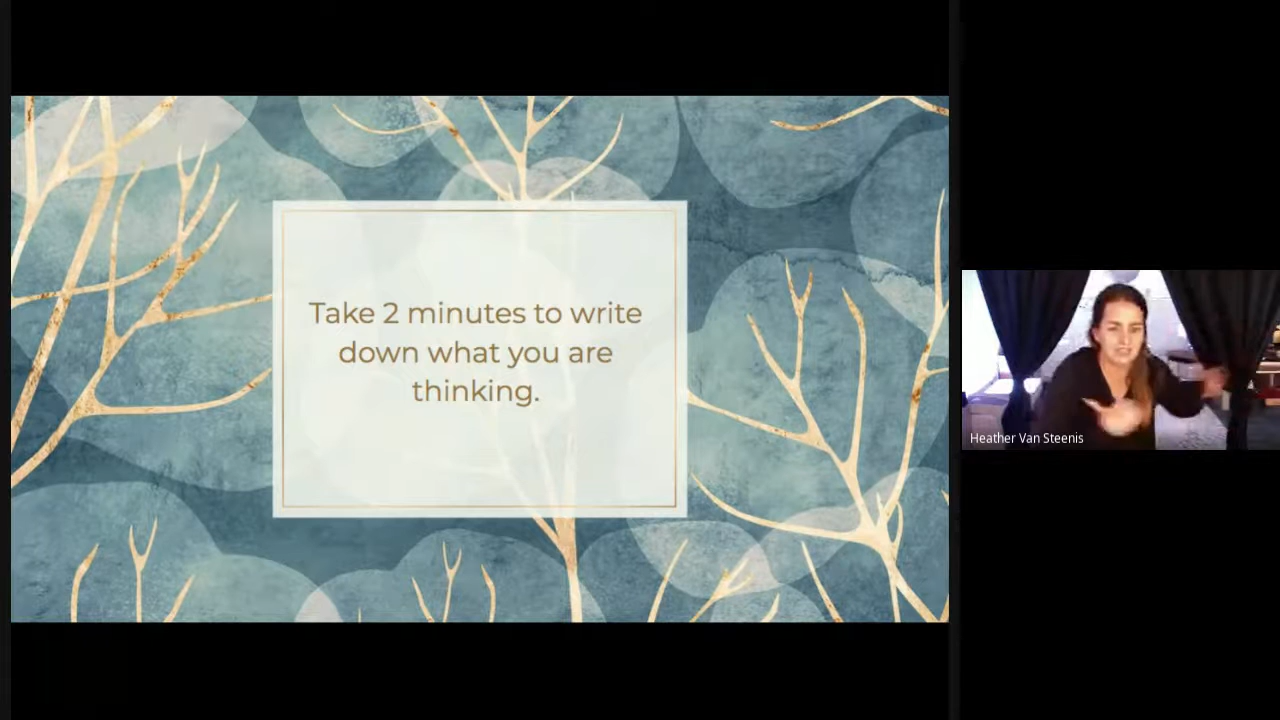 Take 2 minutes to write
down what you are
thinking.
Heather Van Steenis